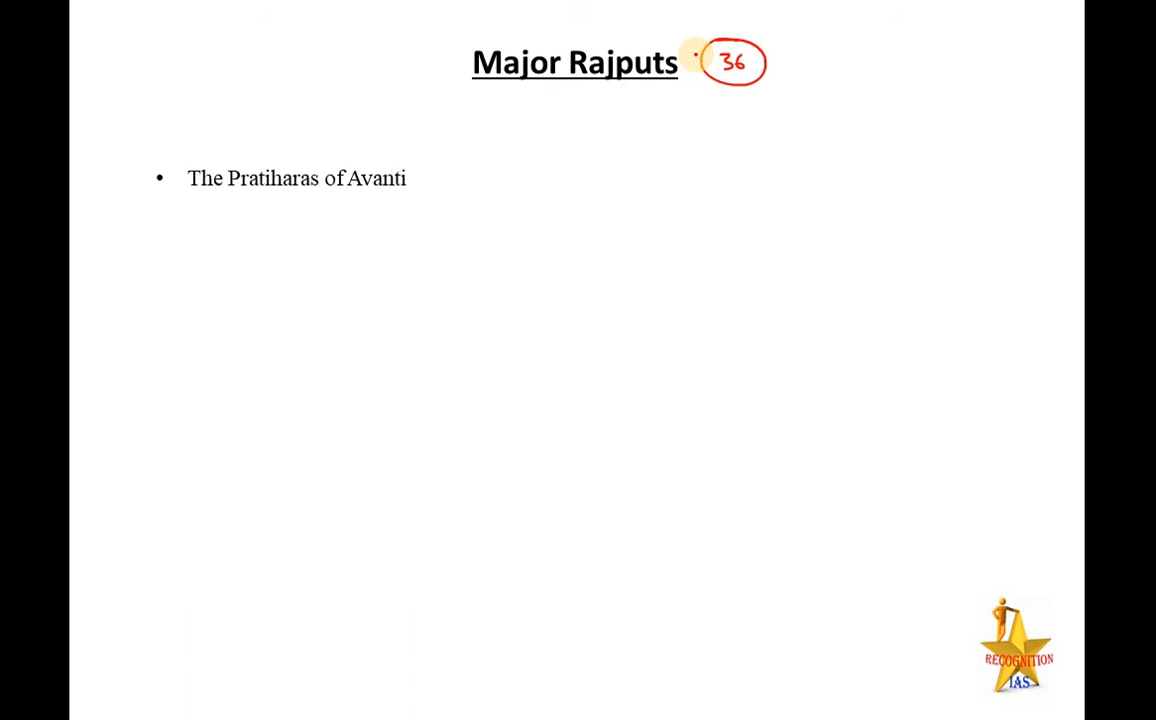 Major Rajputs 36
• The Pratiharas of Avanti
RECOGNITION
IAS